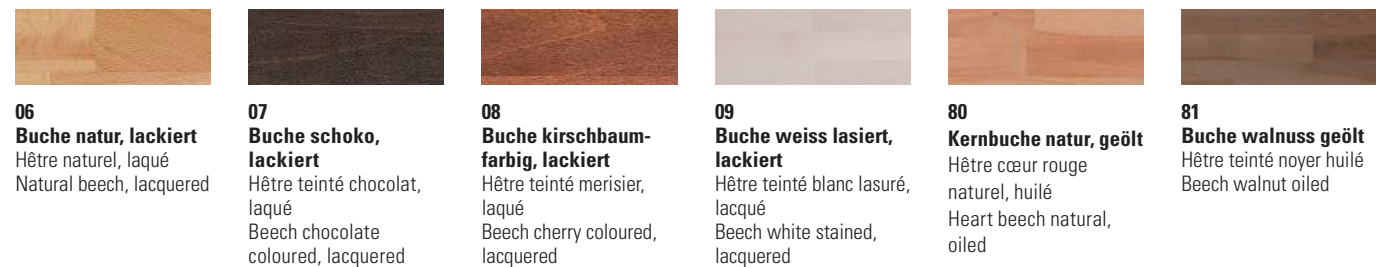 06
Buche natur, lackiert
Hêtre naturel, laqué
Natural beech, lacquered
07
Buche schoko,
lackiert
Hêtre teinté chocolat,
laqué
Beech chocolate
coloured, lacquered
08
Buche kirschbaum-
farbig, lackiert
Hêtre teinté merisier,
laqué
Beech cherry coloured,
lacquered
09
Buche weiss lasiert,
lackiert
Hêtre teinté blanc lasuré,
lacqué
Beech white stained,
lacquered
80
Kernbuche natur, geölt
Hêtre cœur rouge
naturel, huilé
Heart beech natural,
oiled
81
Buche walnuss geölt
Hêtre teinté noyer huilé
Beech walnut oiled